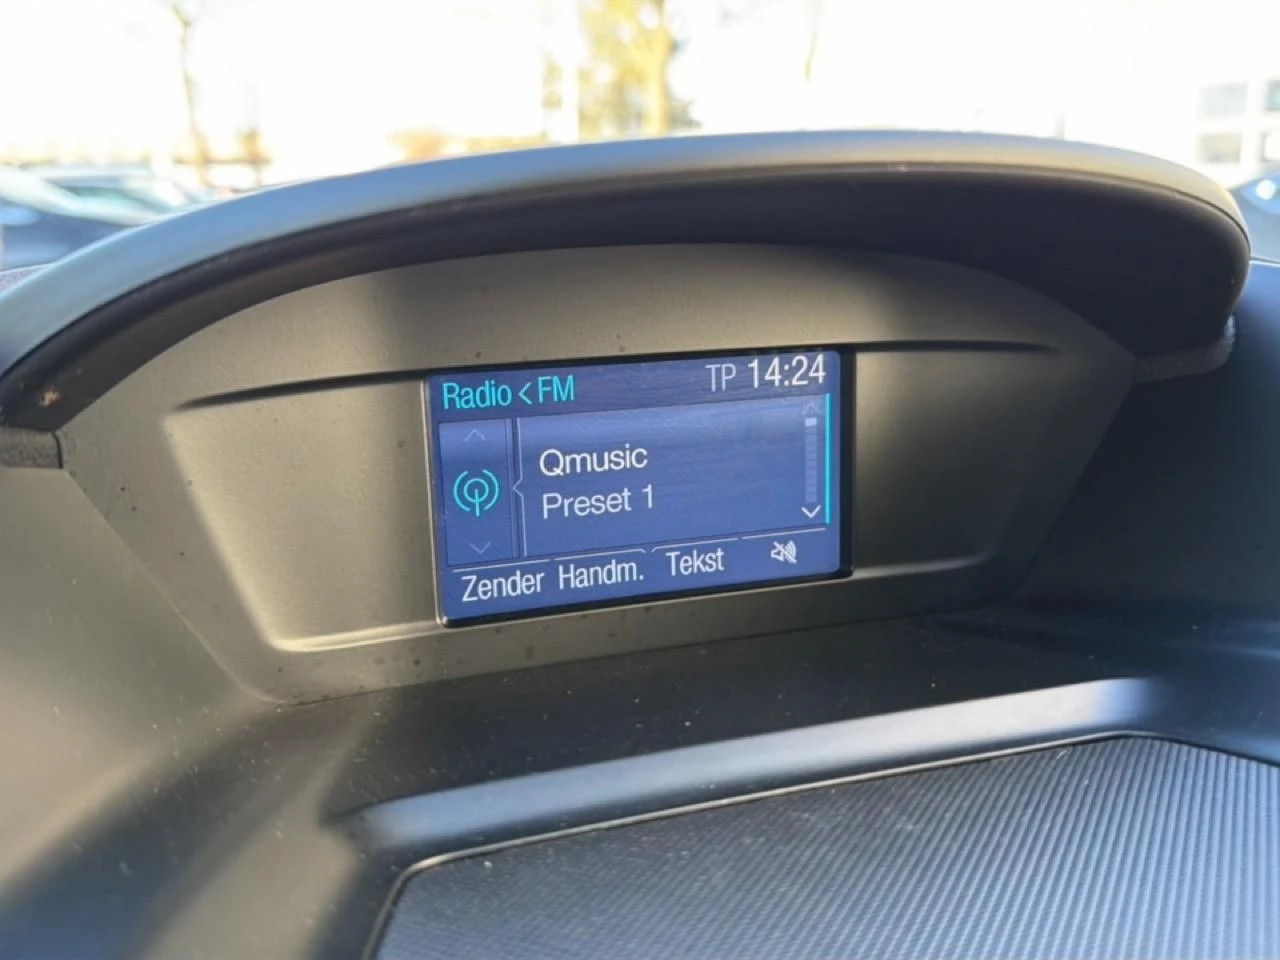 Radio < FM TP 14:24
Qmusic
Preset 1
Zender Handm. Tekst